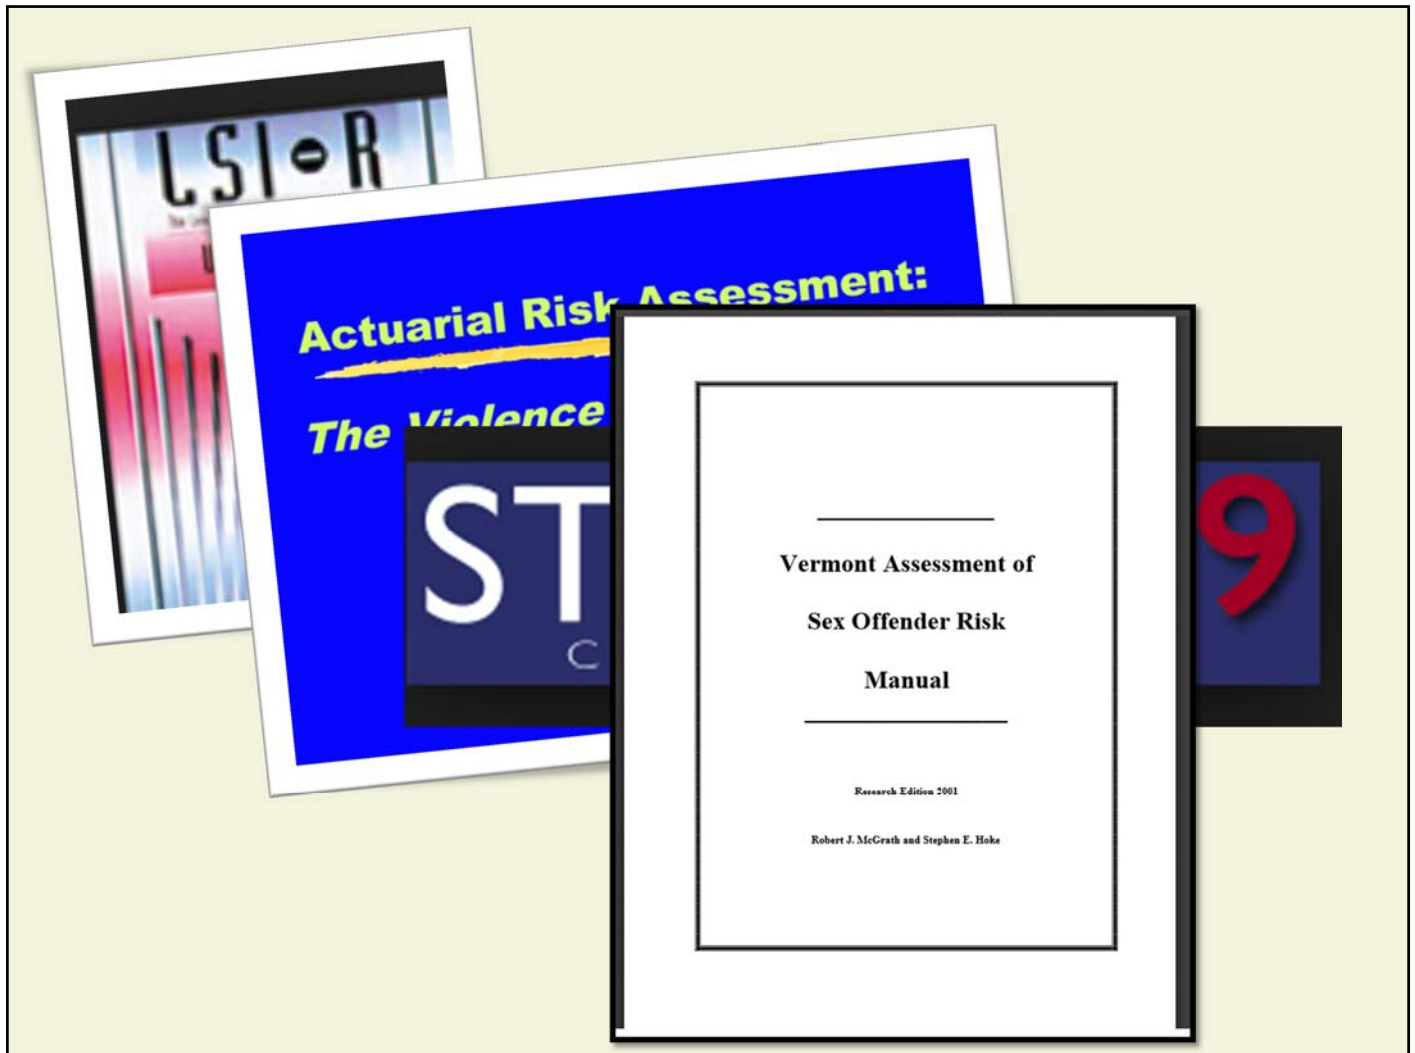 LSI-R
Actuarial Risk Assessment:
The Violence
ST
9
C
Vermont Assessment of
Sex Offender Risk
Manual
Research Edition 2001
Robert J. McGrath and Stephen E. Hoke